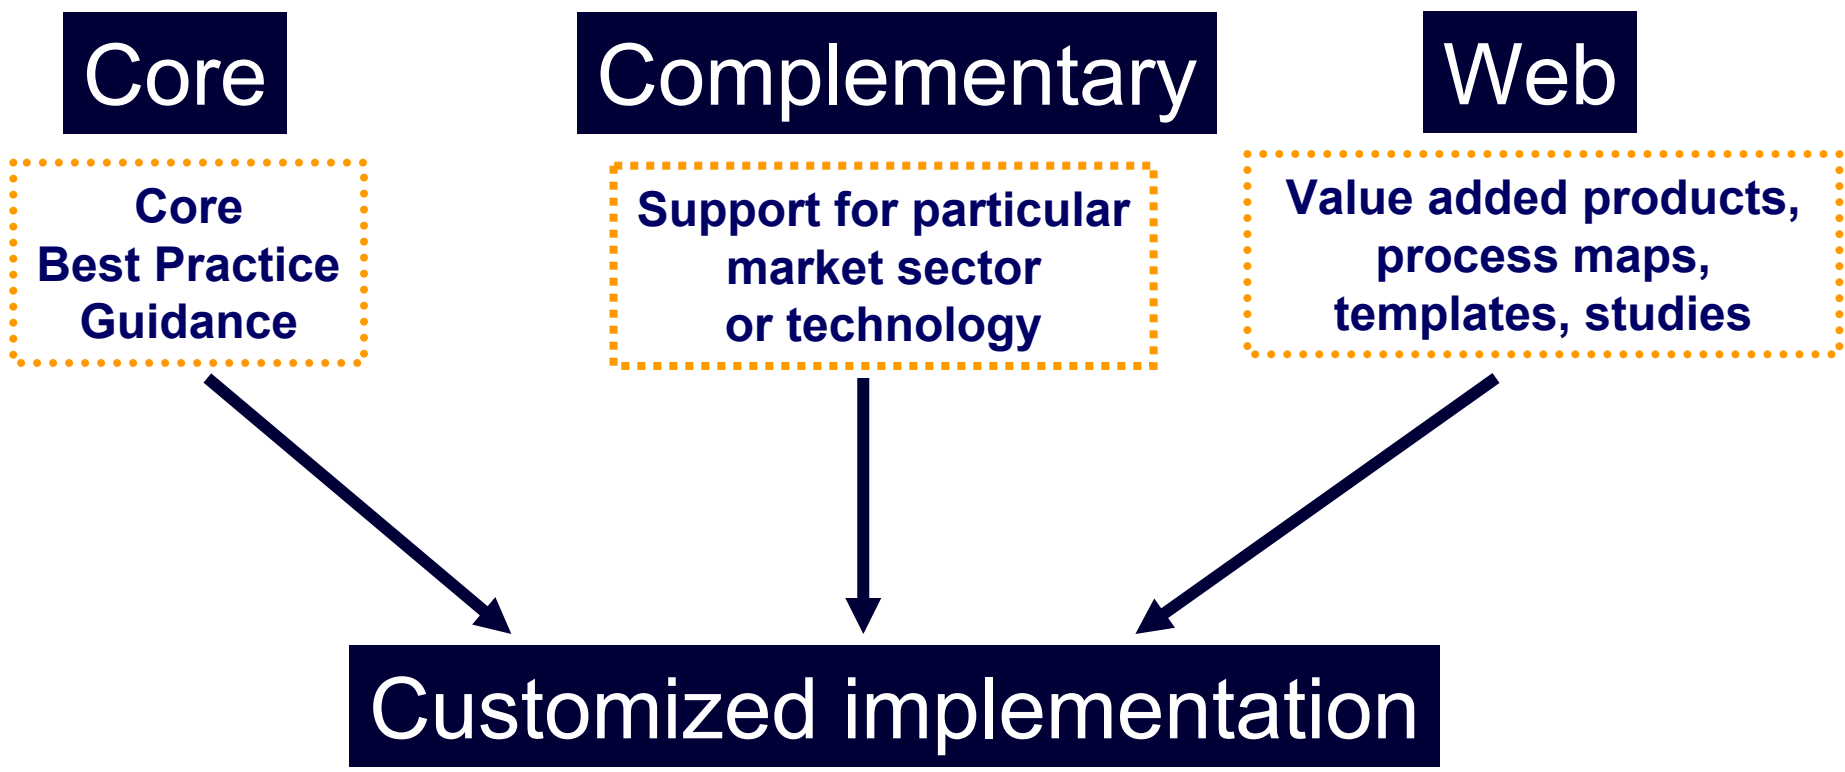 Core
Complementary
Web
Core
Best Practice
Guidance
Support for particular
market sector
or technology
Value added products,
process maps,
templates, studies
Customized implementation